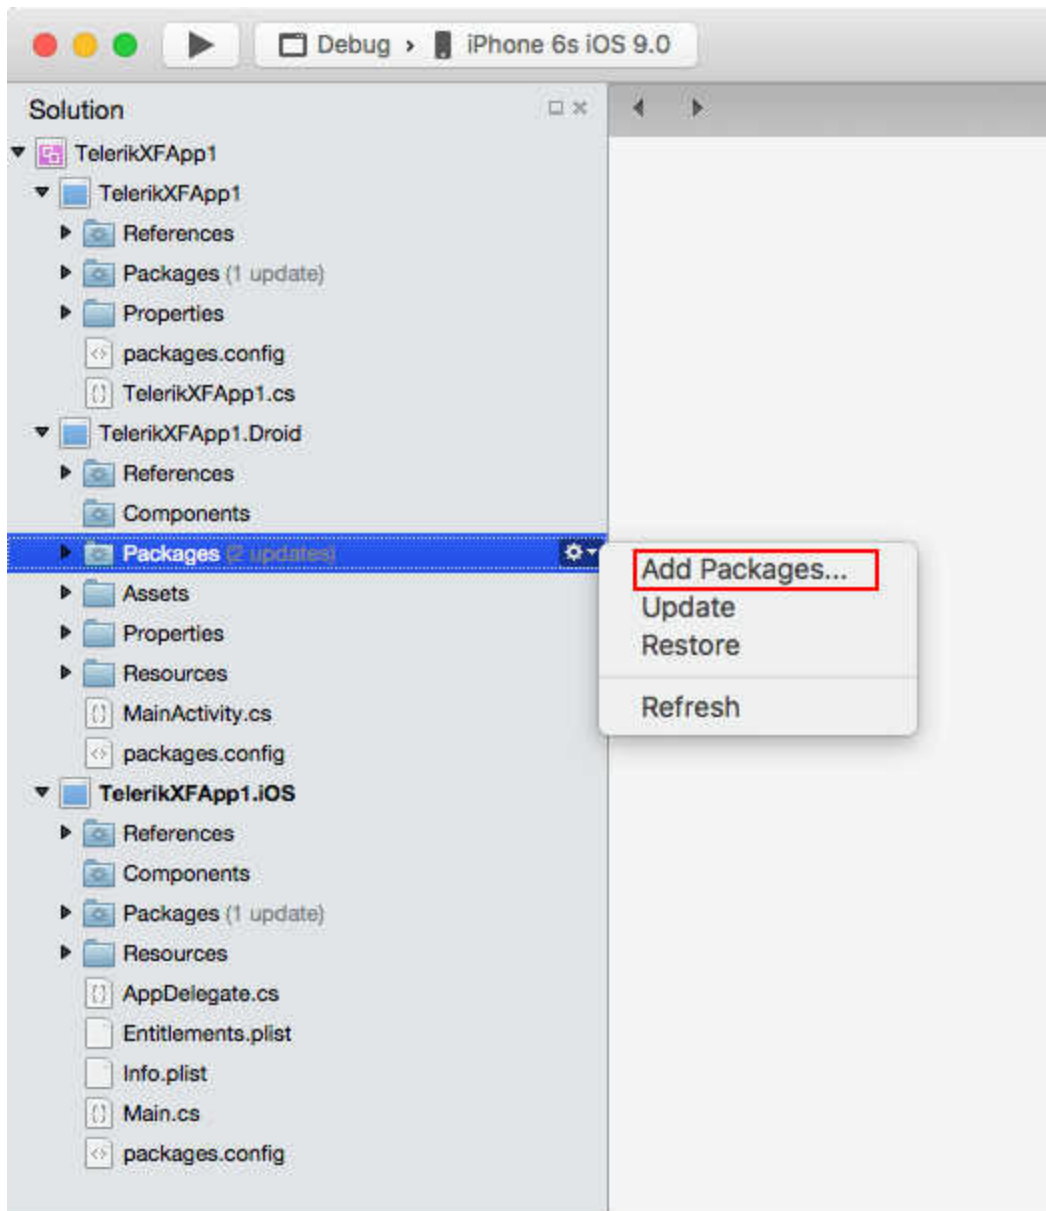 Debug > iPhone 6s iOS 9.0
Solution
TelerikXFApp1
TelerikXFApp1
References
Packages (1 update)
Properties
packages.config
TelerikXFApp1.cs
TelerikXFApp1.Droid
References
Components
Packages (2 updates)
Add Packages...
Update
Restore
Refresh
Assets
Properties
Resources
MainActivity.cs
packages.config
TelerikXFApp1.iOS
References
Components
Packages (1 update)
Resources
AppDelegate.cs
Entitlements.plist
Info.plist
Main.cs
packages.config